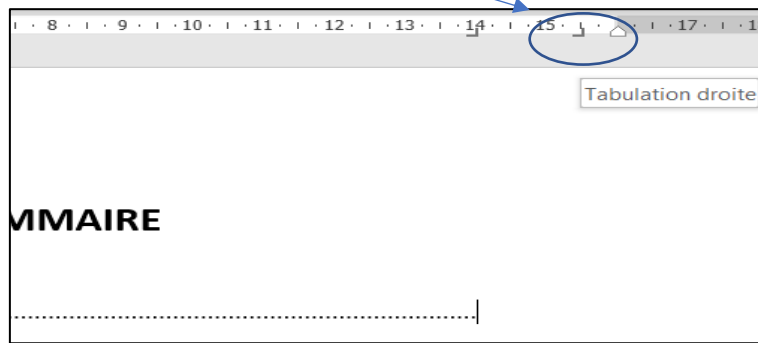 8 · 9 · 10 · 11 · 12 · 13 · 14 · 15 · 17 · 1
Tabulation droite
MMAIRE
................................................................